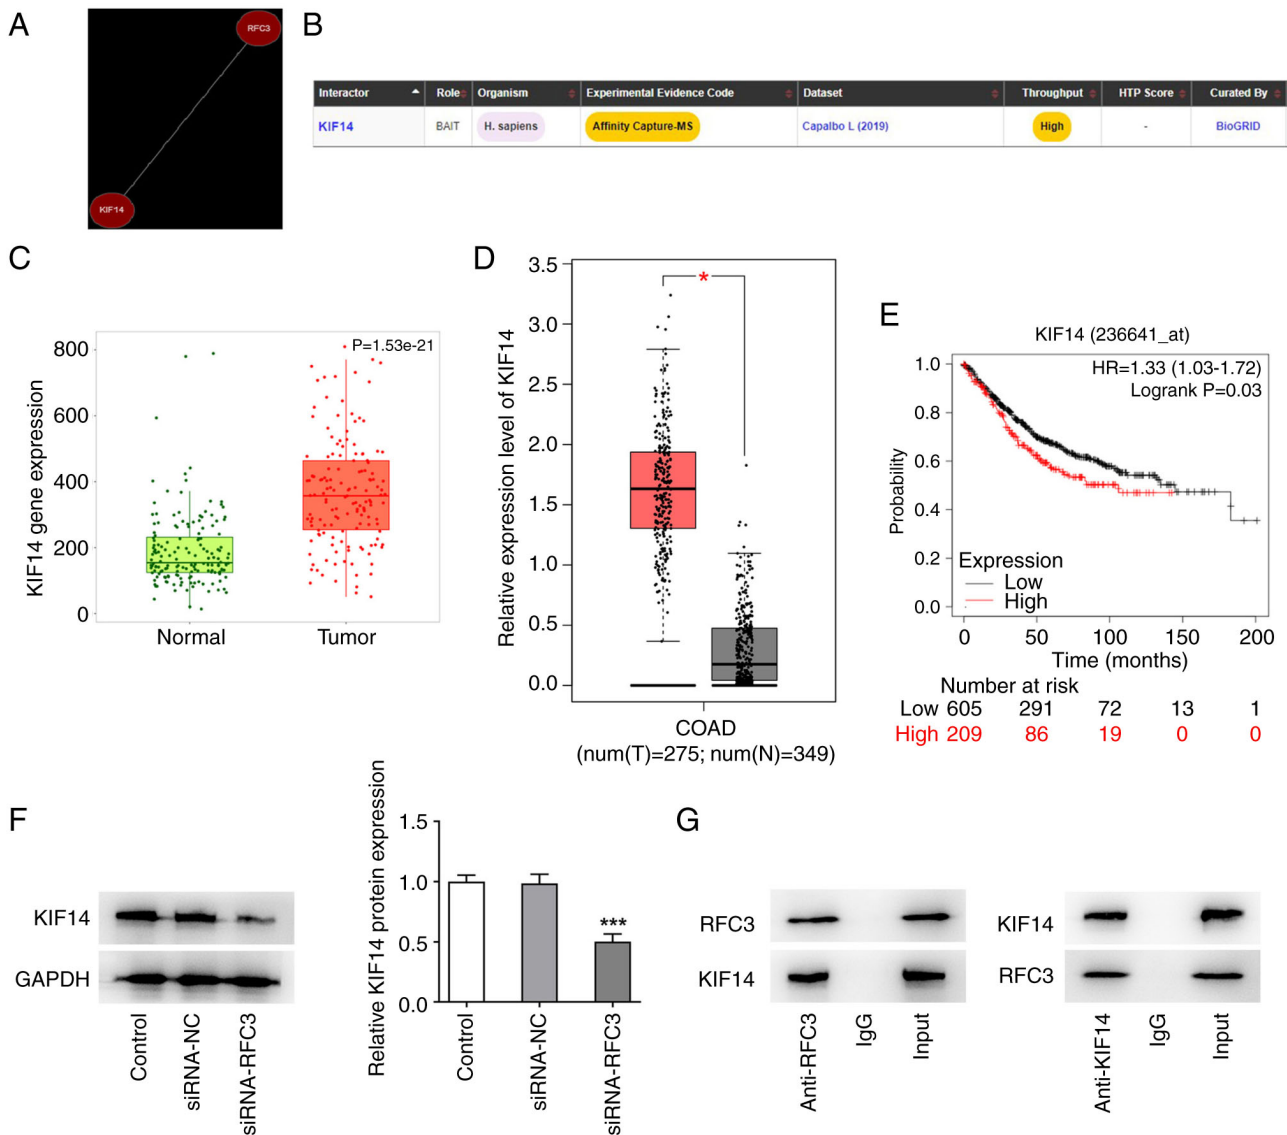 A
RFC3
KIF14
B
Interactor Role Organism Experimental Evidence Code Dataset Throughput HTP Score Curated By
KIF14 BAIT H. sapiens Affinity Capture-MS Capalbo L (2019) High - BioGRID
C
KIF14 gene expression
800
600
400
200
0
P=1.53e-21
Normal Tumor
D
Relative expression level of KIF14
3.5
3.0
2.5
2.0
1.5
1.0
0.5
0.0
*
COAD
(num(T)=275; num(N)=349)
E
KIF14 (236641_at)
HR=1.33 (1.03-1.72)
Logrank P=0.03
Probability
1.0
0.8
0.6
0.4
0.2
0.0
Expression
Low
High
0 50 100 150 200
Time (months)
Number at risk
Low 605 291 72 13 1
High 209 86 19 0 0
F
KIF14
GAPDH
Control
siRNA-NC
siRNA-RFC3
Relative KIF14 protein expression
1.5
1.0
0.5
0.0
***
Control
siRNA-NC
siRNA-RFC3
G
RFC3
KIF14
Anti-RFC3
IgG
Input
KIF14
RFC3
Anti-KIF14
IgG
Input